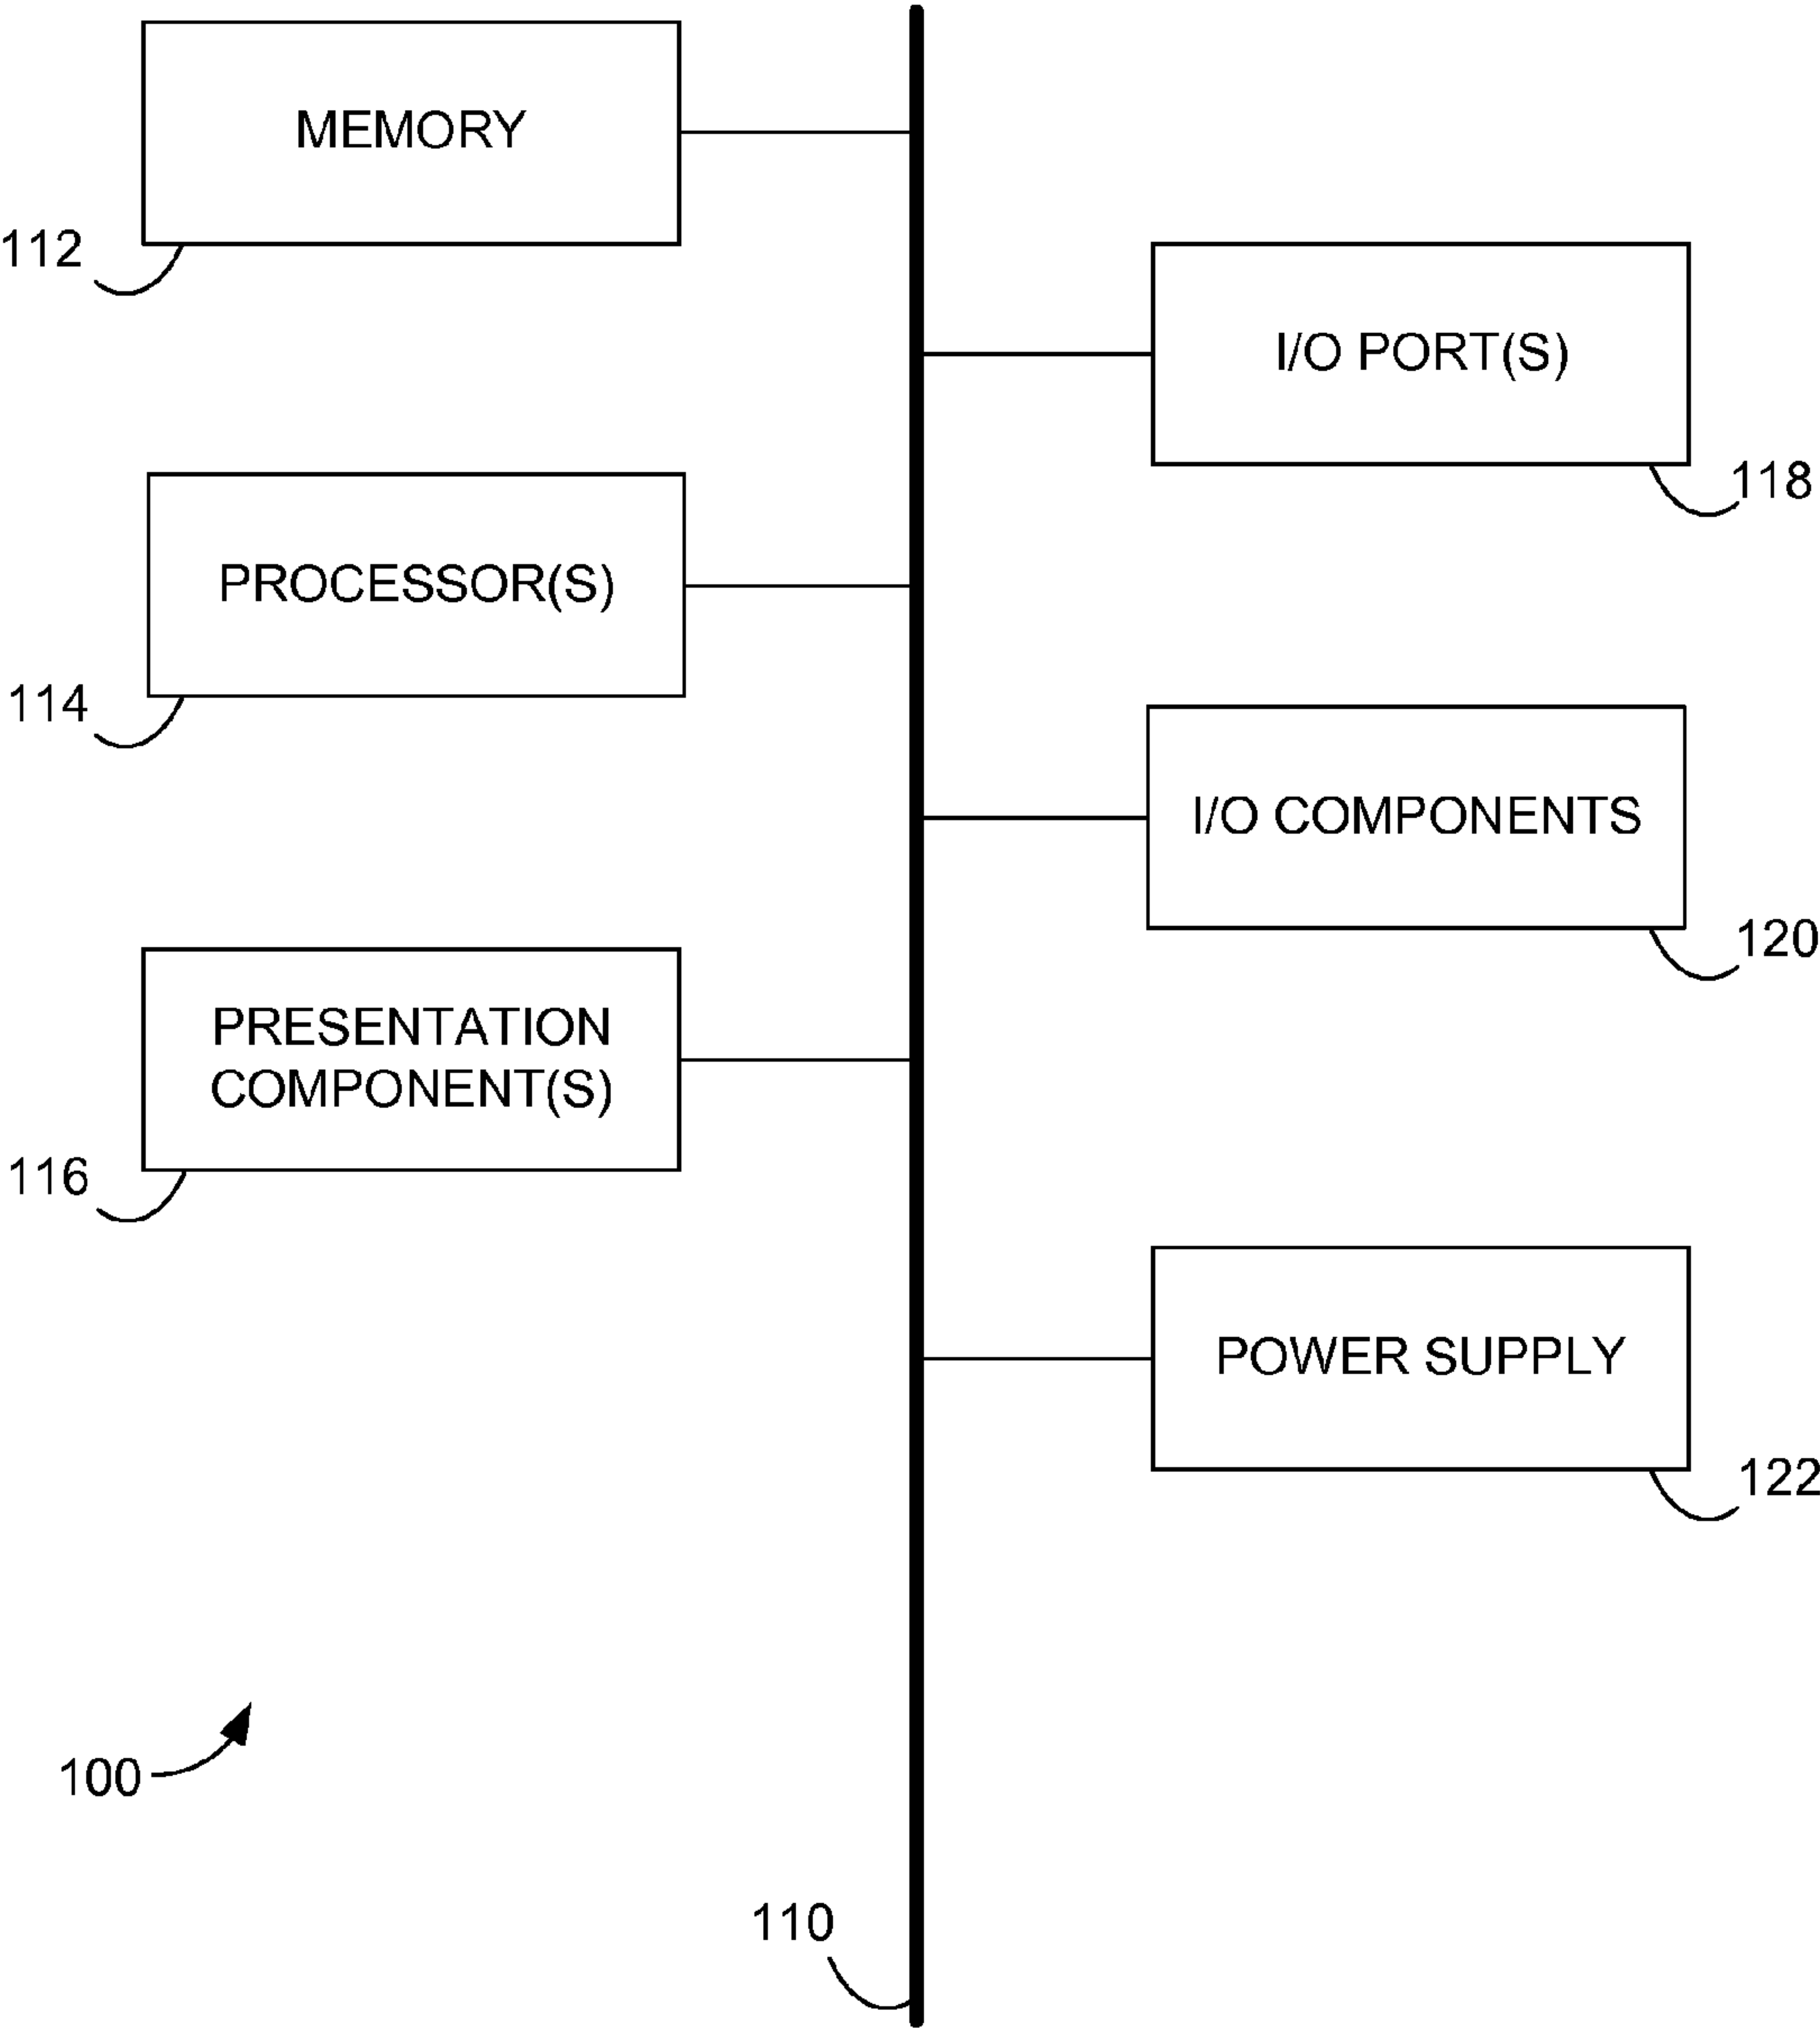 MEMORY
112
I/O PORT(S)
118
PROCESSOR(S)
114
I/O COMPONENTS
120
PRESENTATION
COMPONENT(S)
116
POWER SUPPLY
122
100
110